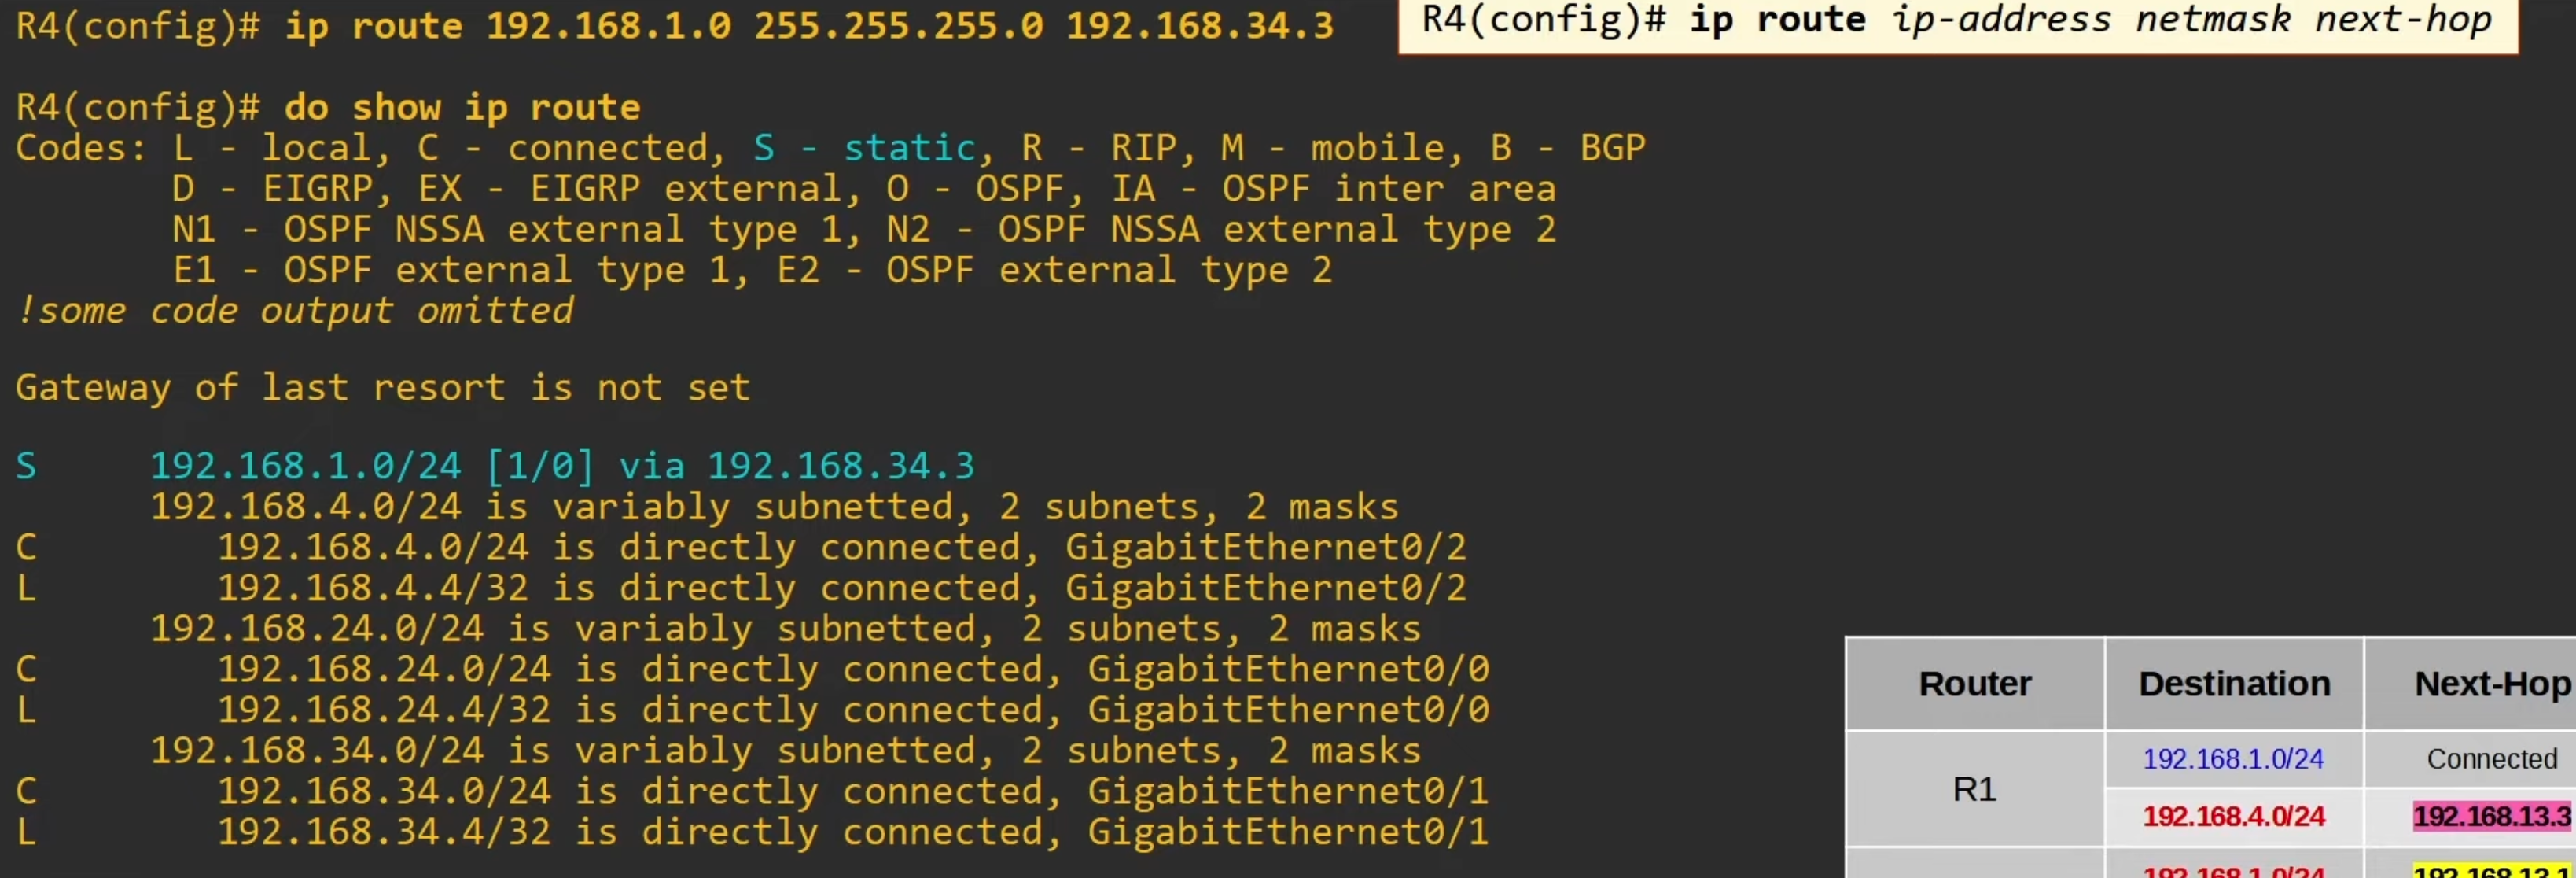 R4(config)# ip route 192.168.1.0 255.255.255.0 192.168.34.3
R4(config)# ip route ip-address netmask next-hop
R4(config)# do show ip route
Codes: L - local, C - connected, S - static, R - RIP, M - mobile, B - BGP
D - EIGRP, EX - EIGRP external, O - OSPF, IA - OSPF inter area
N1 - OSPF NSSA external type 1, N2 - OSPF NSSA external type 2
E1 - OSPF external type 1, E2 - OSPF external type 2
!some code output omitted
Gateway of last resort is not set
S 192.168.1.0/24 [1/0] via 192.168.34.3
192.168.4.0/24 is variably subnetted, 2 subnets, 2 masks
C 192.168.4.0/24 is directly connected, GigabitEthernet0/2
L 192.168.4.4/32 is directly connected, GigabitEthernet0/2
192.168.24.0/24 is variably subnetted, 2 subnets, 2 masks
C 192.168.24.0/24 is directly connected, GigabitEthernet0/0
L 192.168.24.4/32 is directly connected, GigabitEthernet0/0
192.168.34.0/24 is variably subnetted, 2 subnets, 2 masks
C 192.168.34.0/24 is directly connected, GigabitEthernet0/1
L 192.168.34.4/32 is directly connected, GigabitEthernet0/1
Router Destination Next-Hop
R1 192.168.1.0/24 Connected
192.168.4.0/24 192.168.13.3
192.168.1.0/24 192.168.13.1